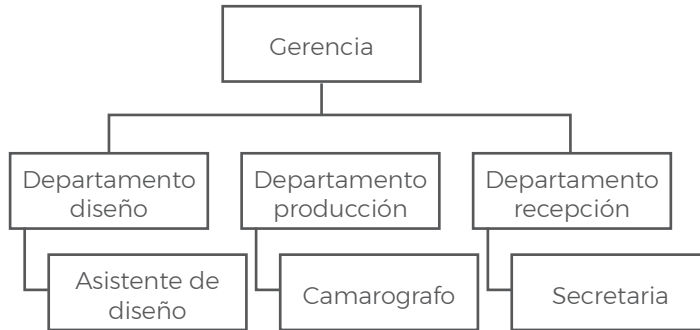 Gerencia
Departamento
diseño
Departamento
producción
Departamento
recepción
Asistente de
diseño
Camarografo
Secretaria